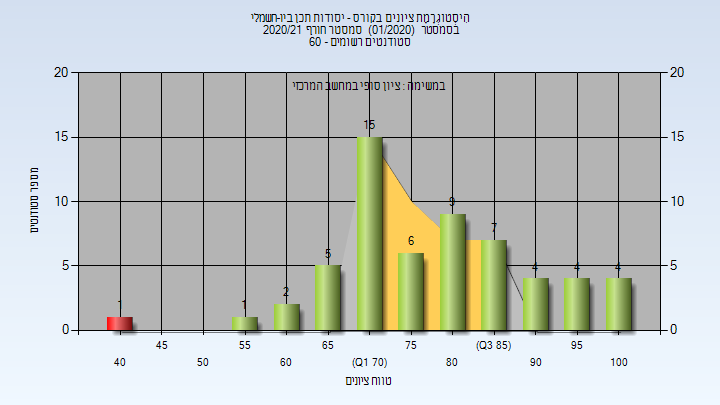 היסטוגרמת ציונים בקורס - יסודות תכן ביו-חשמלי
בסמסטר (01/2020) סמסטר חורף 2020/21
סטודנטים רשומים - 60
במשימה : ציון סופי במחשב המרכזי
20 20
15 15
10 10
5 5
0 0
מספר סטודנטים
1 1 2 5 15 6 9 7 4 4 4
45 55 65 75 (Q3 85) 95
40 50 60 (Q1 70) 80 90 100
טווח ציונים